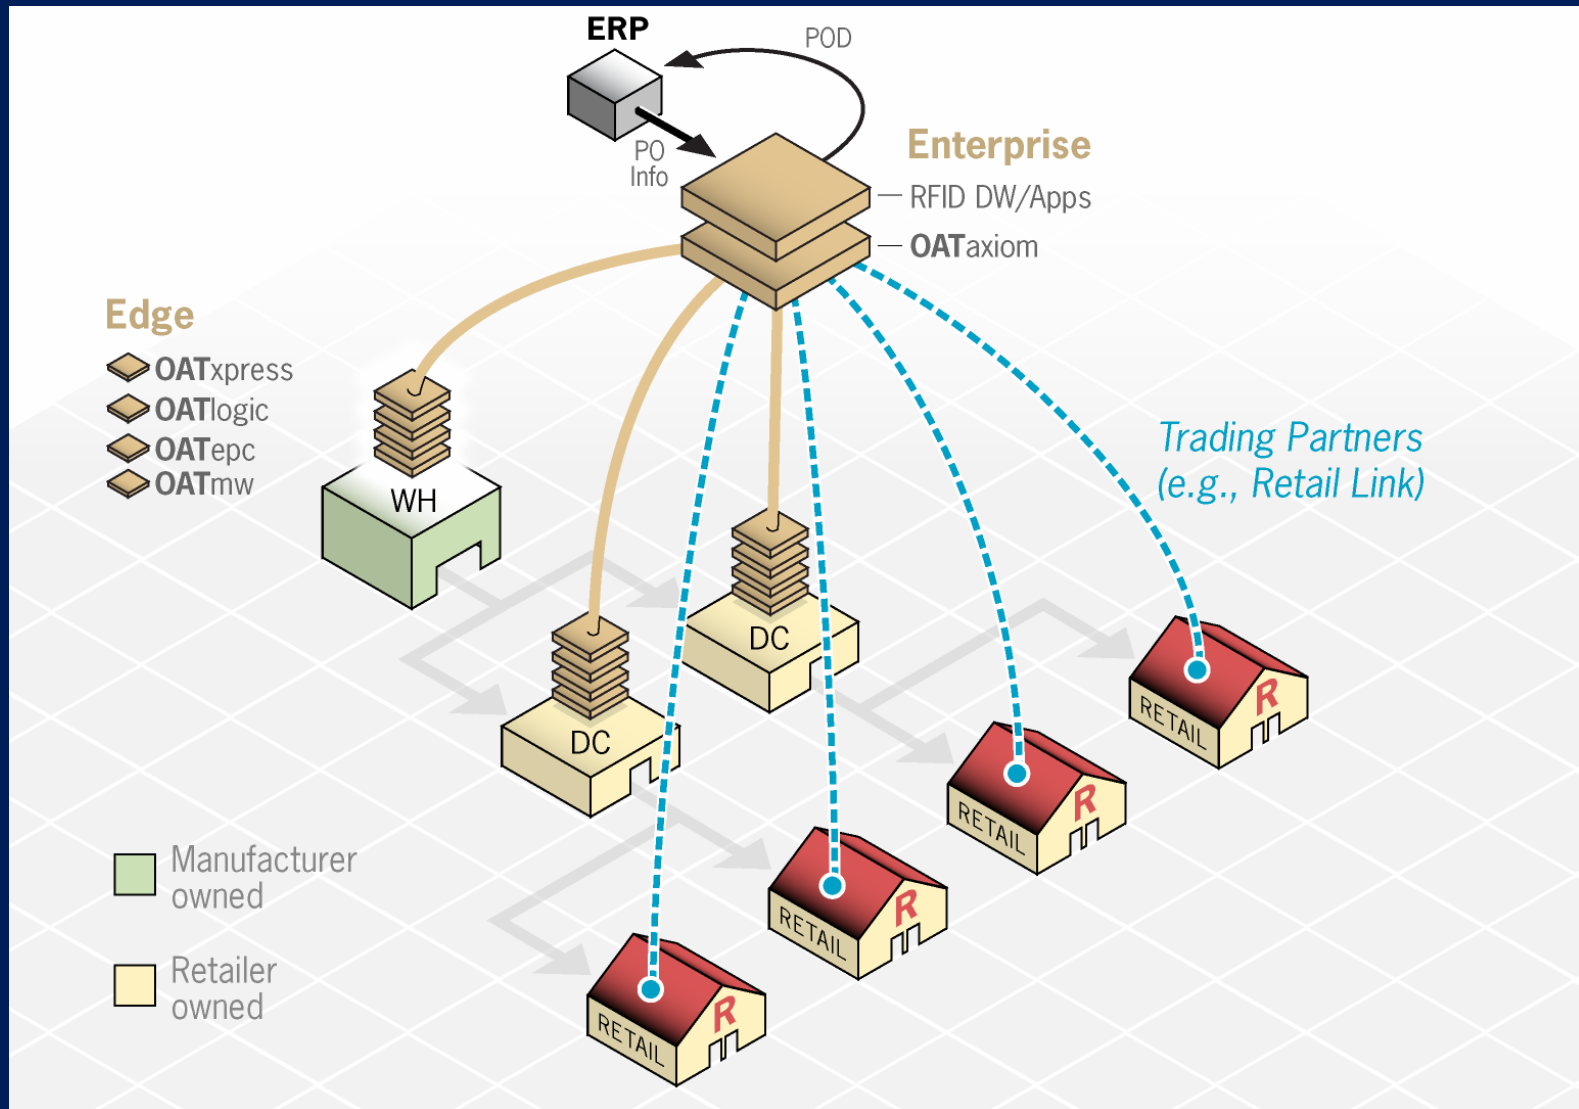 ERP
POD
PO
Info
Enterprise
RFID DW/Apps
OATaxiom
Edge
OATxpress
OATlogic
OATepc
OATmw
Trading Partners
(e.g., Retail Link)
WH
DC
DC
RETAIL R
RETAIL R
RETAIL R
RETAIL R
Manufacturer
owned
Retailer
owned